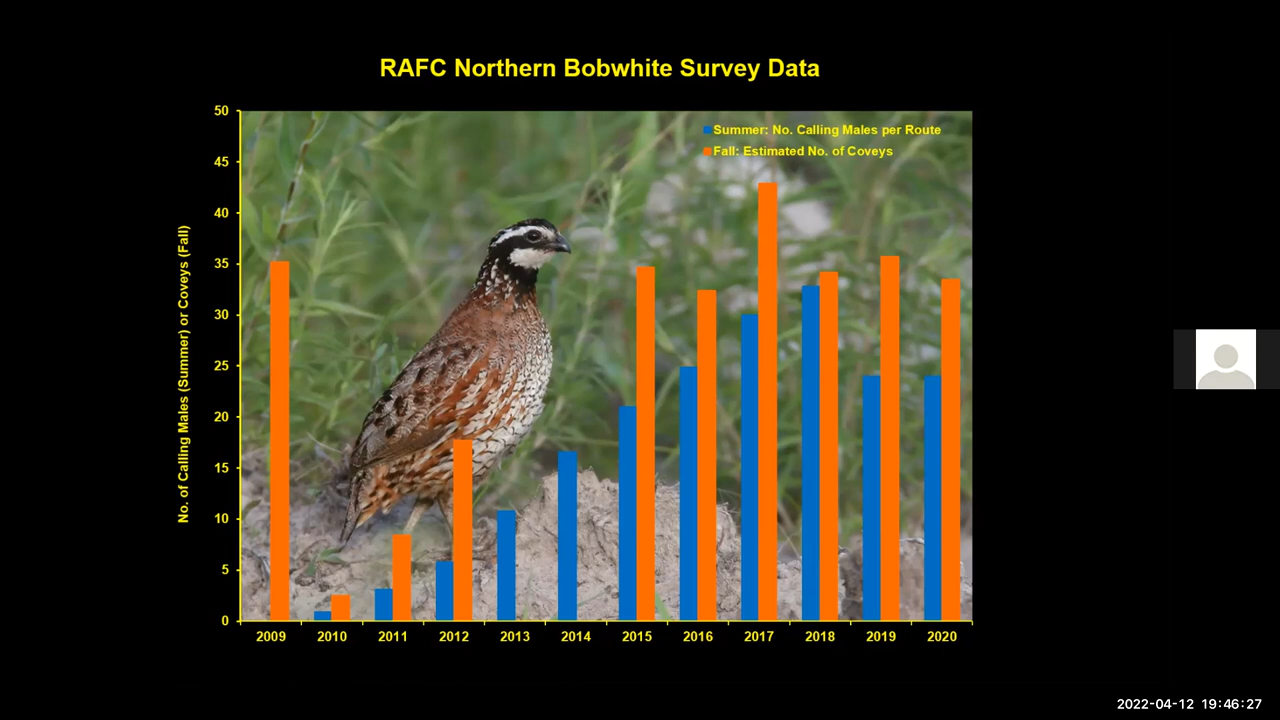 RAFC Northern Bobwhite Survey Data
50
45
40
35
30
25
20
15
10
5
0
No. of Calling Males (Summer) or Coveys (Fall)
Summer: No. Calling Males per Route
Fall: Estimated No. of Coveys
2009 2010 2011 2012 2013 2014 2015 2016 2017 2018 2019 2020
2022-04-12 19:46:27